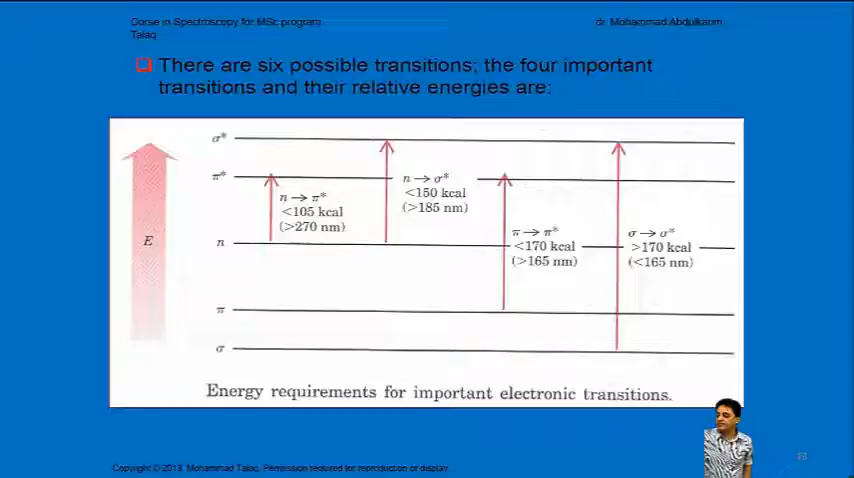 Corse in Spectroscopy for MSc program
dr. Mohammad Abdulkarim
Talaq
There are six possible transitions; the four important
transitions and their relative energies are:
σ*
π*
n → π*
<105 kcal
(>270 nm)
n → σ*
<150 kcal
(>185 nm)
π → π*
<170 kcal
(>165 nm)
σ → σ*
>170 kcal
(<165 nm)
E
n
π
σ
Energy requirements for important electronic transitions.
Copyright © 2013, Mohammad Talaq. Permission required for reproduction or display